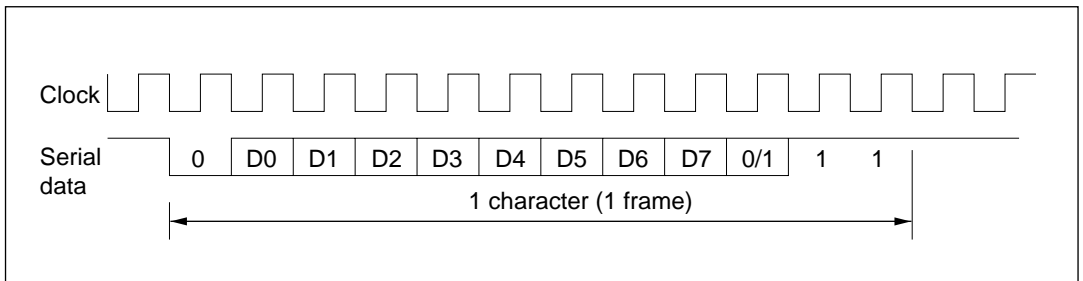 Clock
Serial
data
0 D0 D1 D2 D3 D4 D5 D6 D7 0/1 1 1
1 character (1 frame)